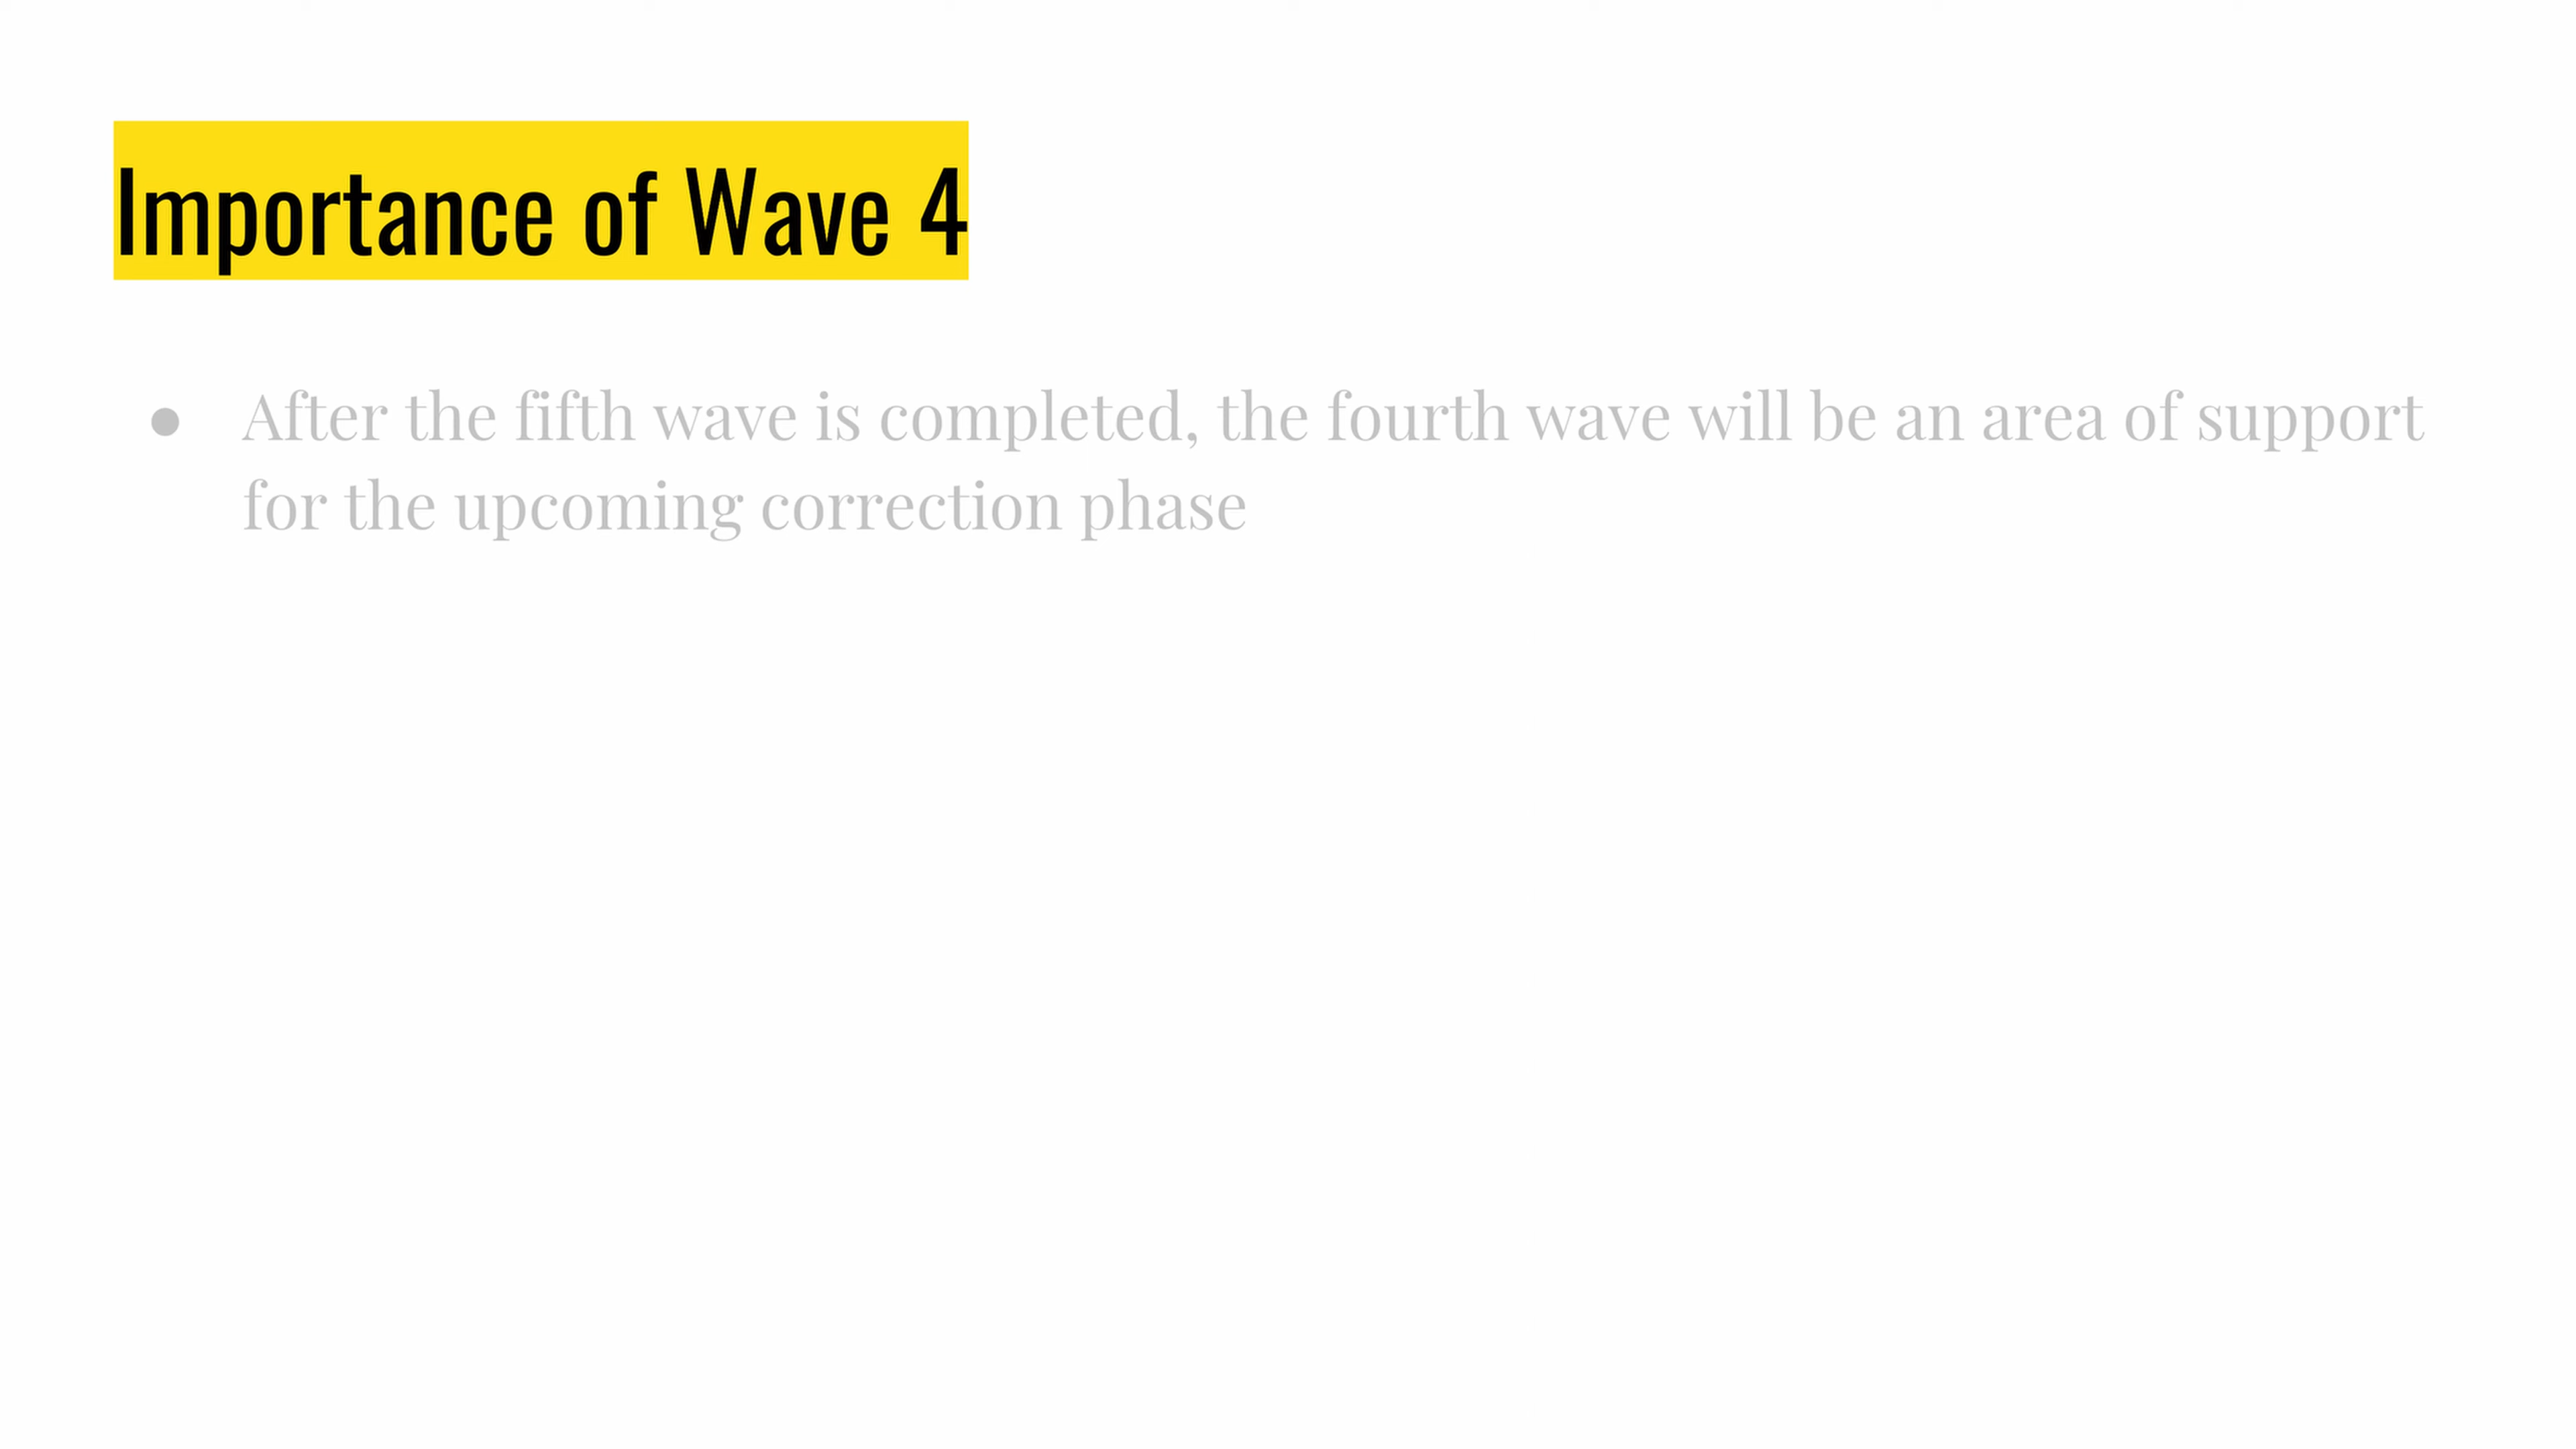 Importance of Wave 4
● After the fifth wave is completed, the fourth wave will be an area of support
for the upcoming correction phase